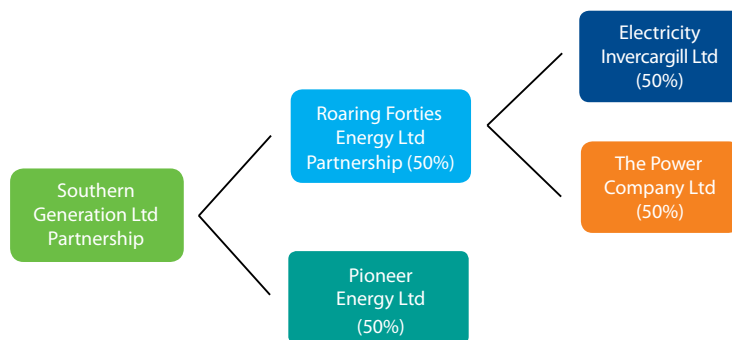 Southern
Generation Ltd
Partnership
Roaring Forties
Energy Ltd
Partnership (50%)
Pioneer
Energy Ltd
(50%)
Electricity
Invercargill Ltd
(50%)
The Power
Company Ltd
(50%)